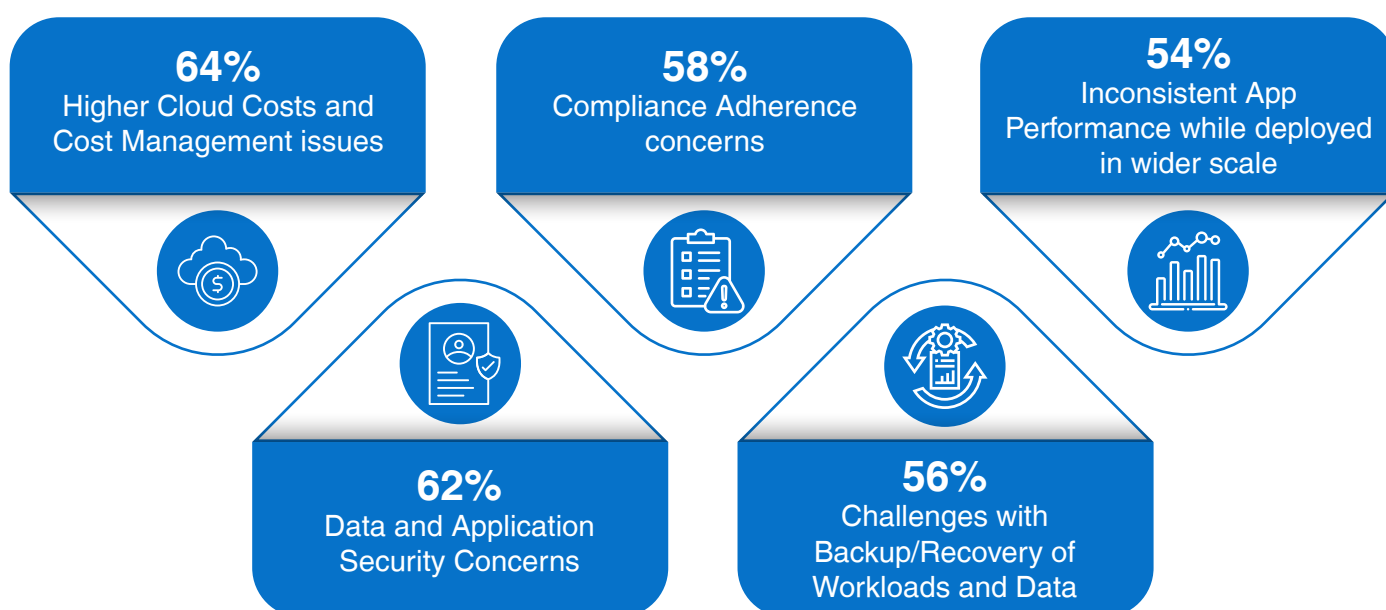 64%
Higher Cloud Costs and
Cost Management issues
62%
Data and Application
Security Concerns
58%
Compliance Adherence
concerns
56%
Challenges with
Backup/Recovery of
Workloads and Data
54%
Inconsistent App
Performance while deployed
in wider scale